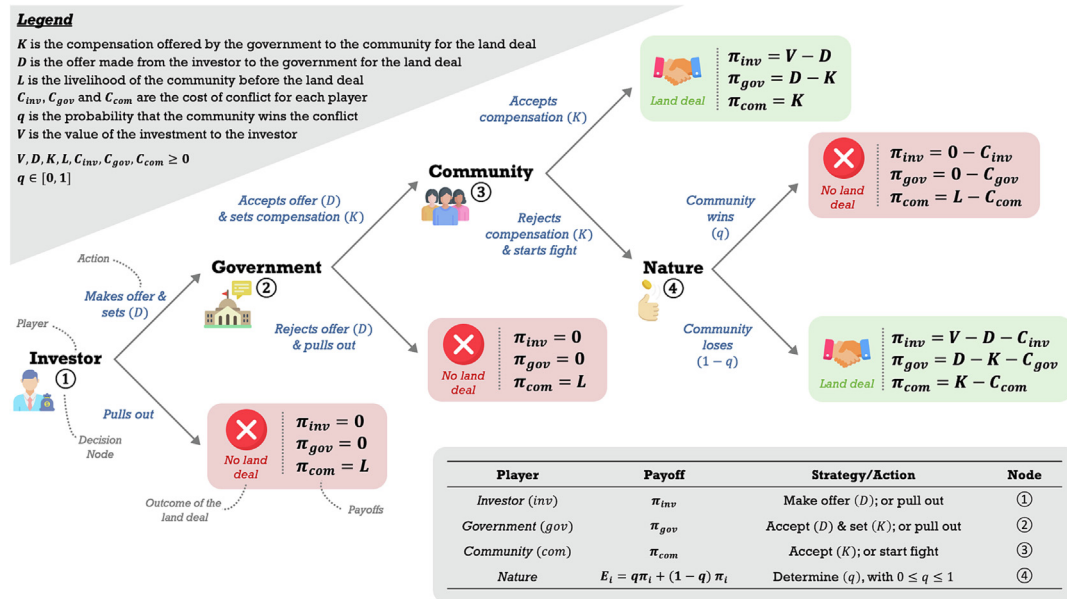 Legend
K is the compensation offered by the government to the community for the land deal
D is the offer made from the investor to the government for the land deal
L is the livelihood of the community before the land deal
C_inv, C_gov and C_com are the cost of conflict for each player
q is the probability that the community wins the conflict
V is the value of the investment to the investor
V, D, K, L, C_inv, C_gov, C_com ≥ 0
q ∈ [0, 1]
Player
Action
Investor
①
Decision
Node
Makes offer &
sets (D)
Pulls out
No land
deal
π_inv = 0
π_gov = 0
π_com = L
Outcome of the
land deal
Payoffs
Government
②
Accepts offer (D)
& sets compensation (K)
Rejects offer (D)
& pulls out
No land
deal
π_inv = 0
π_gov = 0
π_com = L
Community
③
Accepts
compensation (K)
Land deal
π_inv = V − D
π_gov = D − K
π_com = K
Rejects
compensation (K)
& starts fight
Nature
④
Community
wins
(q)
No land
deal
π_inv = 0 − C_inv
π_gov = 0 − C_gov
π_com = L − C_com
Community
loses
(1 − q)
Land deal
π_inv = V − D − C_inv
π_gov = D − K − C_gov
π_com = K − C_com
Player Payoff Strategy/Action Node
Investor (inv) π_inv Make offer (D); or pull out ①
Government (gov) π_gov Accept (D) & set (K); or pull out ②
Community (com) π_com Accept (K); or start fight ③
Nature E_i = qπ_i + (1 − q) π_i Determine (q), with 0 ≤ q ≤ 1 ④